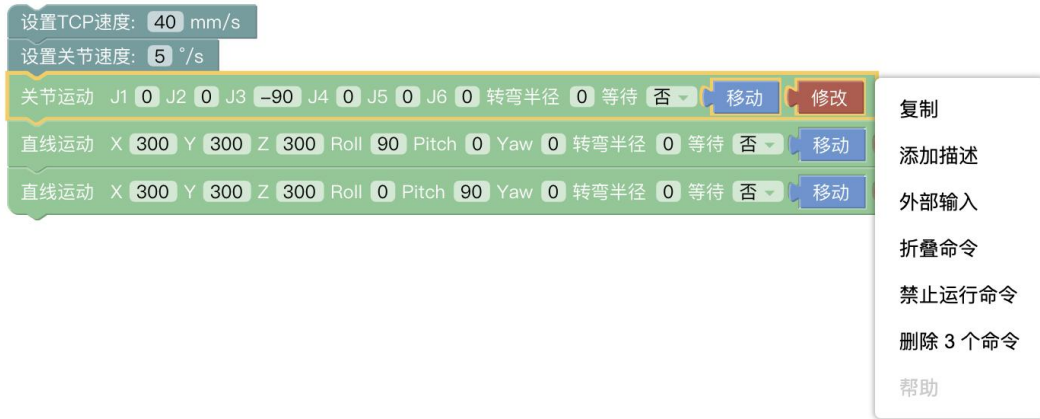 设置TCP速度: 40 mm/s
设置关节速度: 5 °/s
关节运动 J1 0 J2 0 J3 -90 J4 0 J5 0 J6 0 转弯半径 0 等待 否 移动 修改
直线运动 X 300 Y 300 Z 300 Roll 90 Pitch 0 Yaw 0 转弯半径 0 等待 否 移动
直线运动 X 300 Y 300 Z 300 Roll 0 Pitch 90 Yaw 0 转弯半径 0 等待 否 移动
复制
添加描述
外部输入
折叠命令
禁止运行命令
删除 3 个命令
帮助